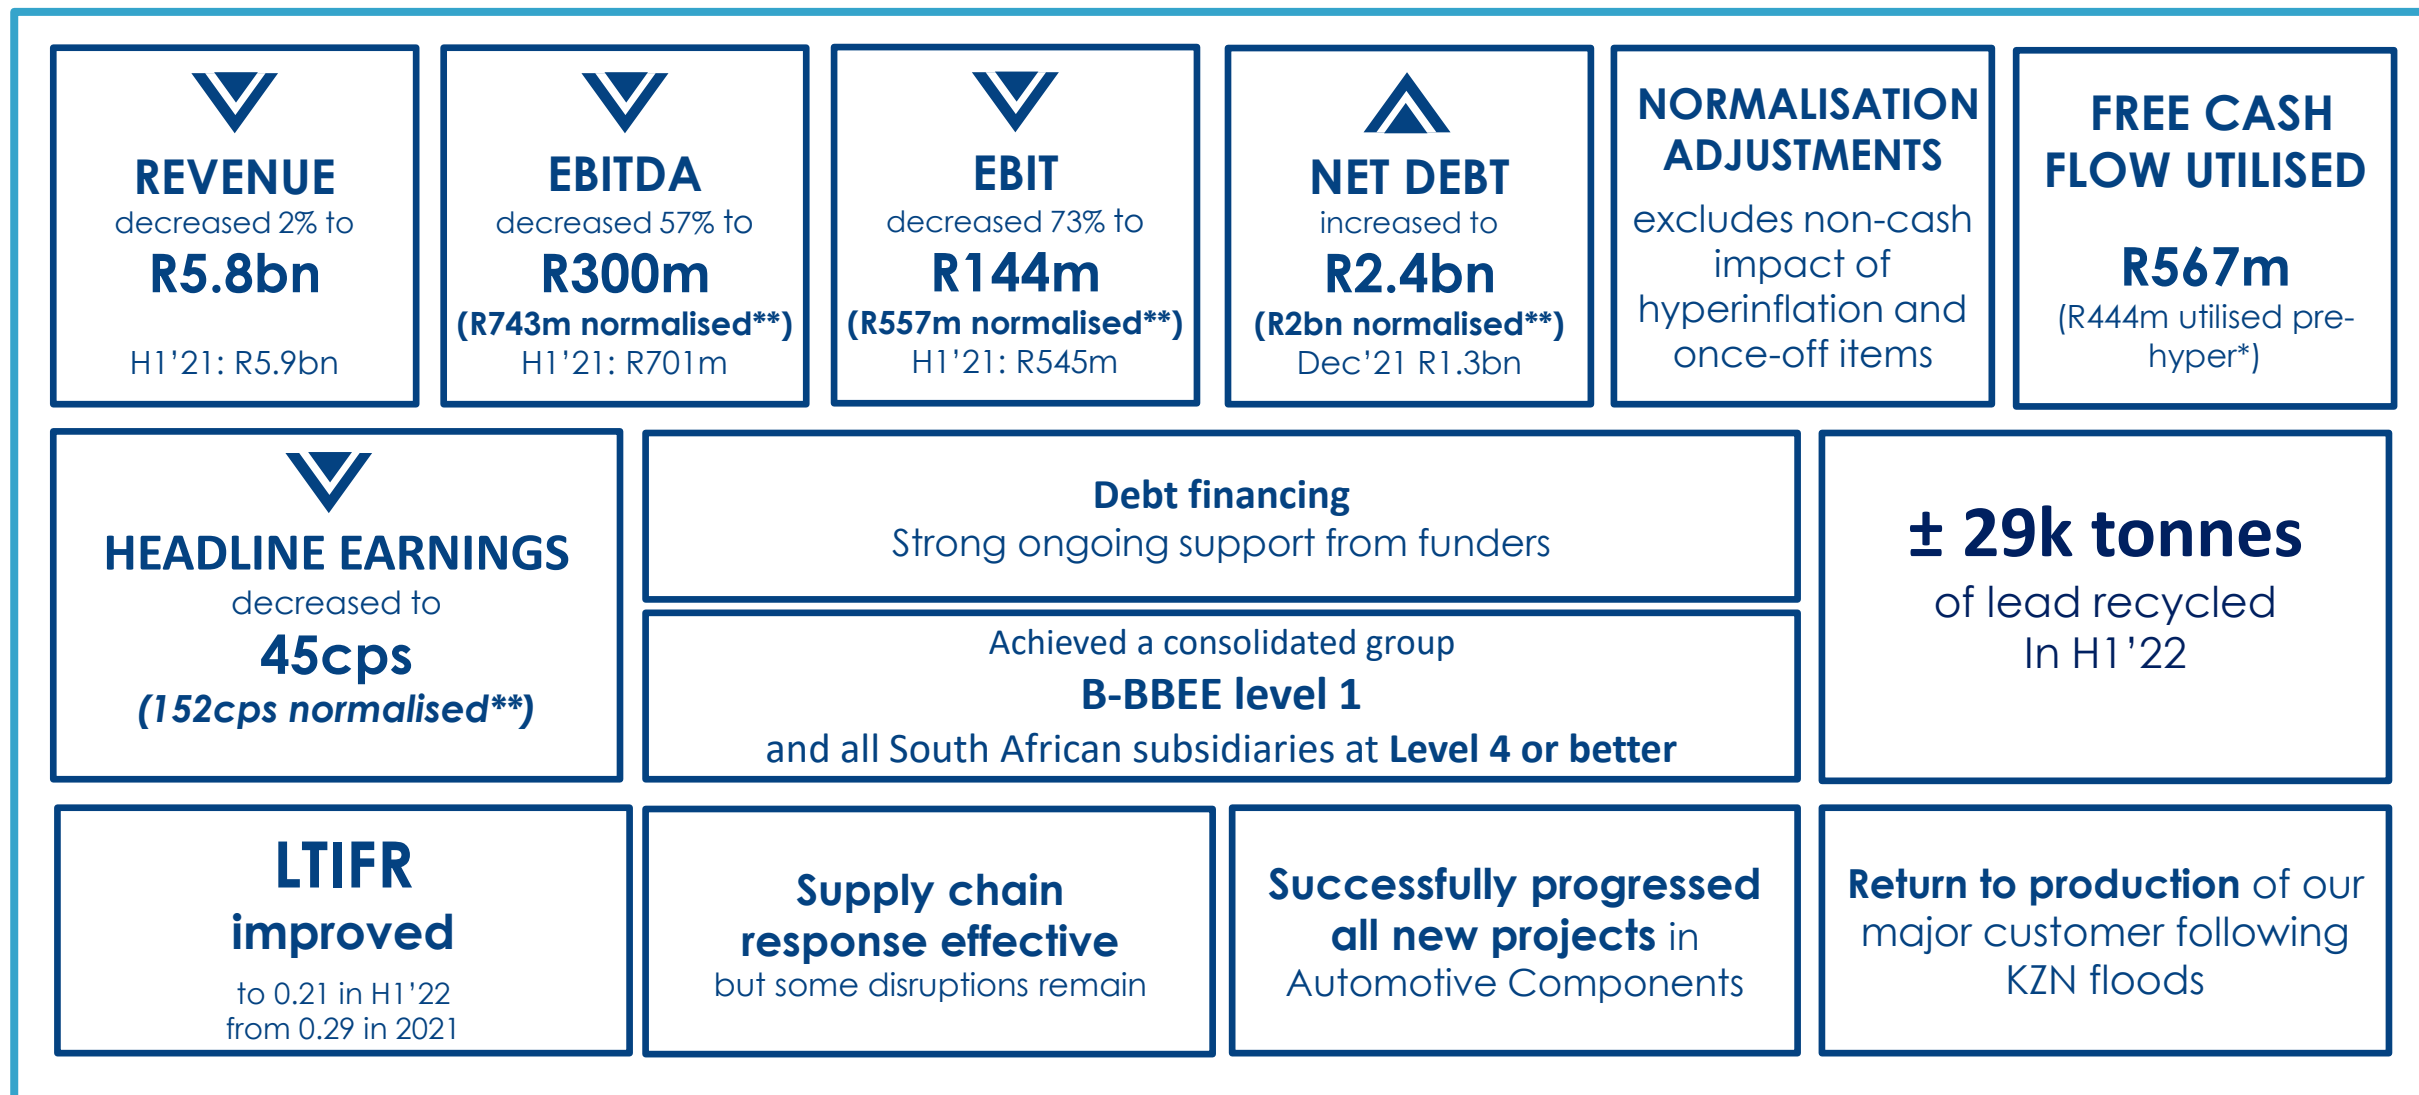 REVENUE
decreased 2% to
R5.8bn
H1’21: R5.9bn
EBITDA
decreased 57% to
R300m
(R743m normalised**)
H1’21: R701m
EBIT
decreased 73% to
R144m
(R557m normalised**)
H1’21: R545m
NET DEBT
increased to
R2.4bn
(R2bn normalised**)
Dec’21 R1.3bn
NORMALISATION
ADJUSTMENTS
excludes non-cash
impact of
hyperinflation and
once-off items
FREE CASH
FLOW UTILISED
R567m
(R444m utilised pre-
hyper*)
HEADLINE EARNINGS
decreased to
45cps
(152cps normalised**)
Debt financing
Strong ongoing support from funders
Achieved a consolidated group
B-BBEE level 1
and all South African subsidiaries at Level 4 or better
± 29k tonnes
of lead recycled
In H1’22
LTIFR
improved
to 0.21 in H1’22
from 0.29 in 2021
Supply chain
response effective
but some disruptions remain
Successfully progressed
all new projects in
Automotive Components
Return to production of our
major customer following
KZN floods